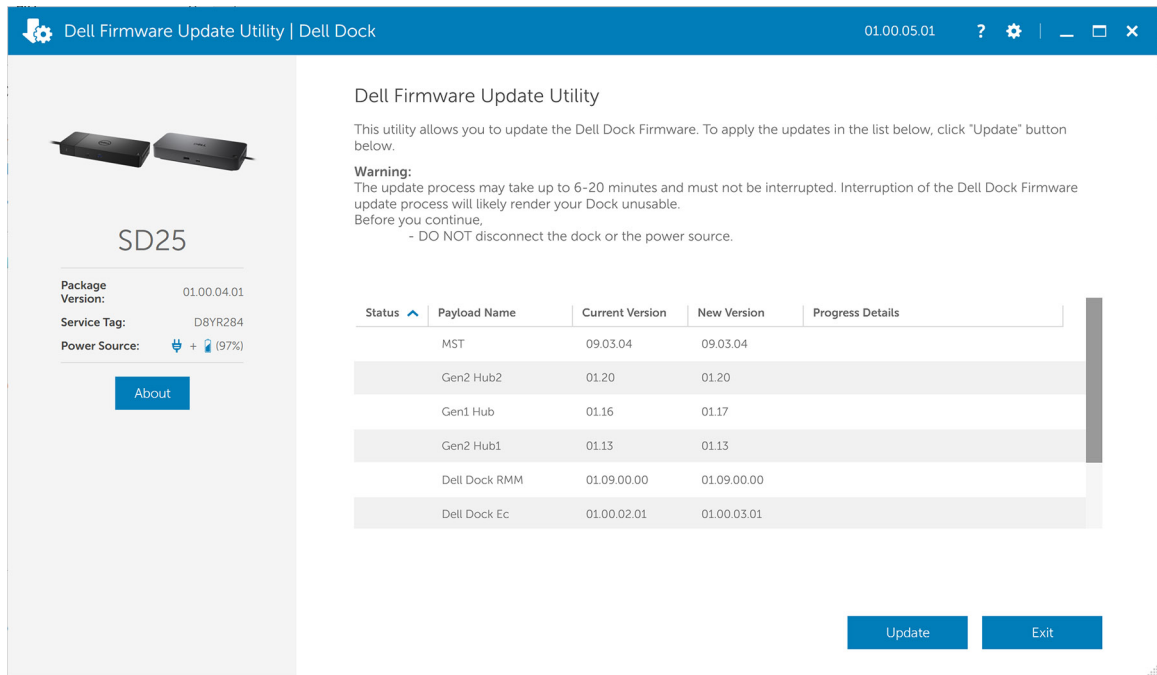 Dell Firmware Update Utility | Dell Dock
01.00.05.01
?
Dell Firmware Update Utility
This utility allows you to update the Dell Dock Firmware. To apply the updates in the list below, click "Update" button
below.
Warning:
The update process may take up to 6-20 minutes and must not be interrupted. Interruption of the Dell Dock Firmware
update process will likely render your Dock unusable.
Before you continue,
- DO NOT disconnect the dock or the power source.
SD25
Package
Version:
01.00.04.01
Service Tag: D8YR284
Power Source: + (97%)
About
Status Payload Name Current Version New Version Progress Details
MST 09.03.04 09.03.04
Gen2 Hub2 01.20 01.20
Gen1 Hub 01.16 01.17
Gen2 Hub1 01.13 01.13
Dell Dock RMM 01.09.00.00 01.09.00.00
Dell Dock Ec 01.00.02.01 01.00.03.01
Update Exit